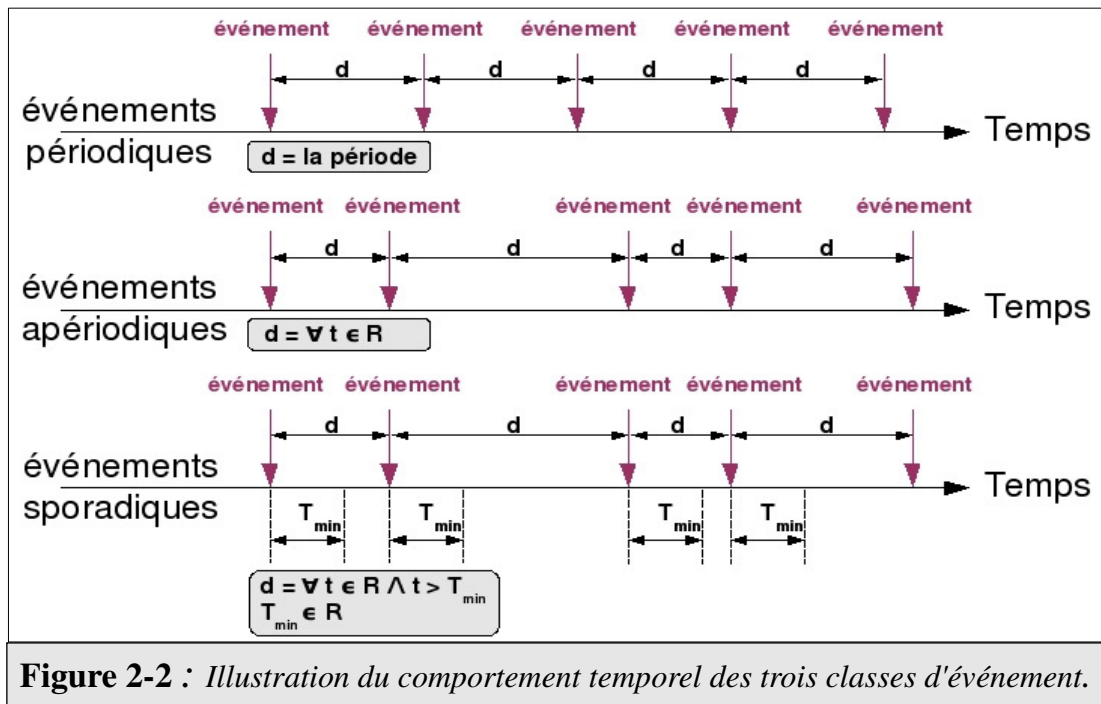 événement événement événement événement événement
d d d d
événements
périodiques
Temps
d = la période
événement événement événement événement événement
d d d d
événements
apériodiques
Temps
d = ∀ t ϵ R
événement événement événement événement événement
d d d d
événements
sporadiques
Temps
Tmin Tmin Tmin Tmin
d = ∀ t ϵ R Λ t > Tmin
Tmin ϵ R
Figure 2-2 : Illustration du comportement temporel des trois classes d'événement.